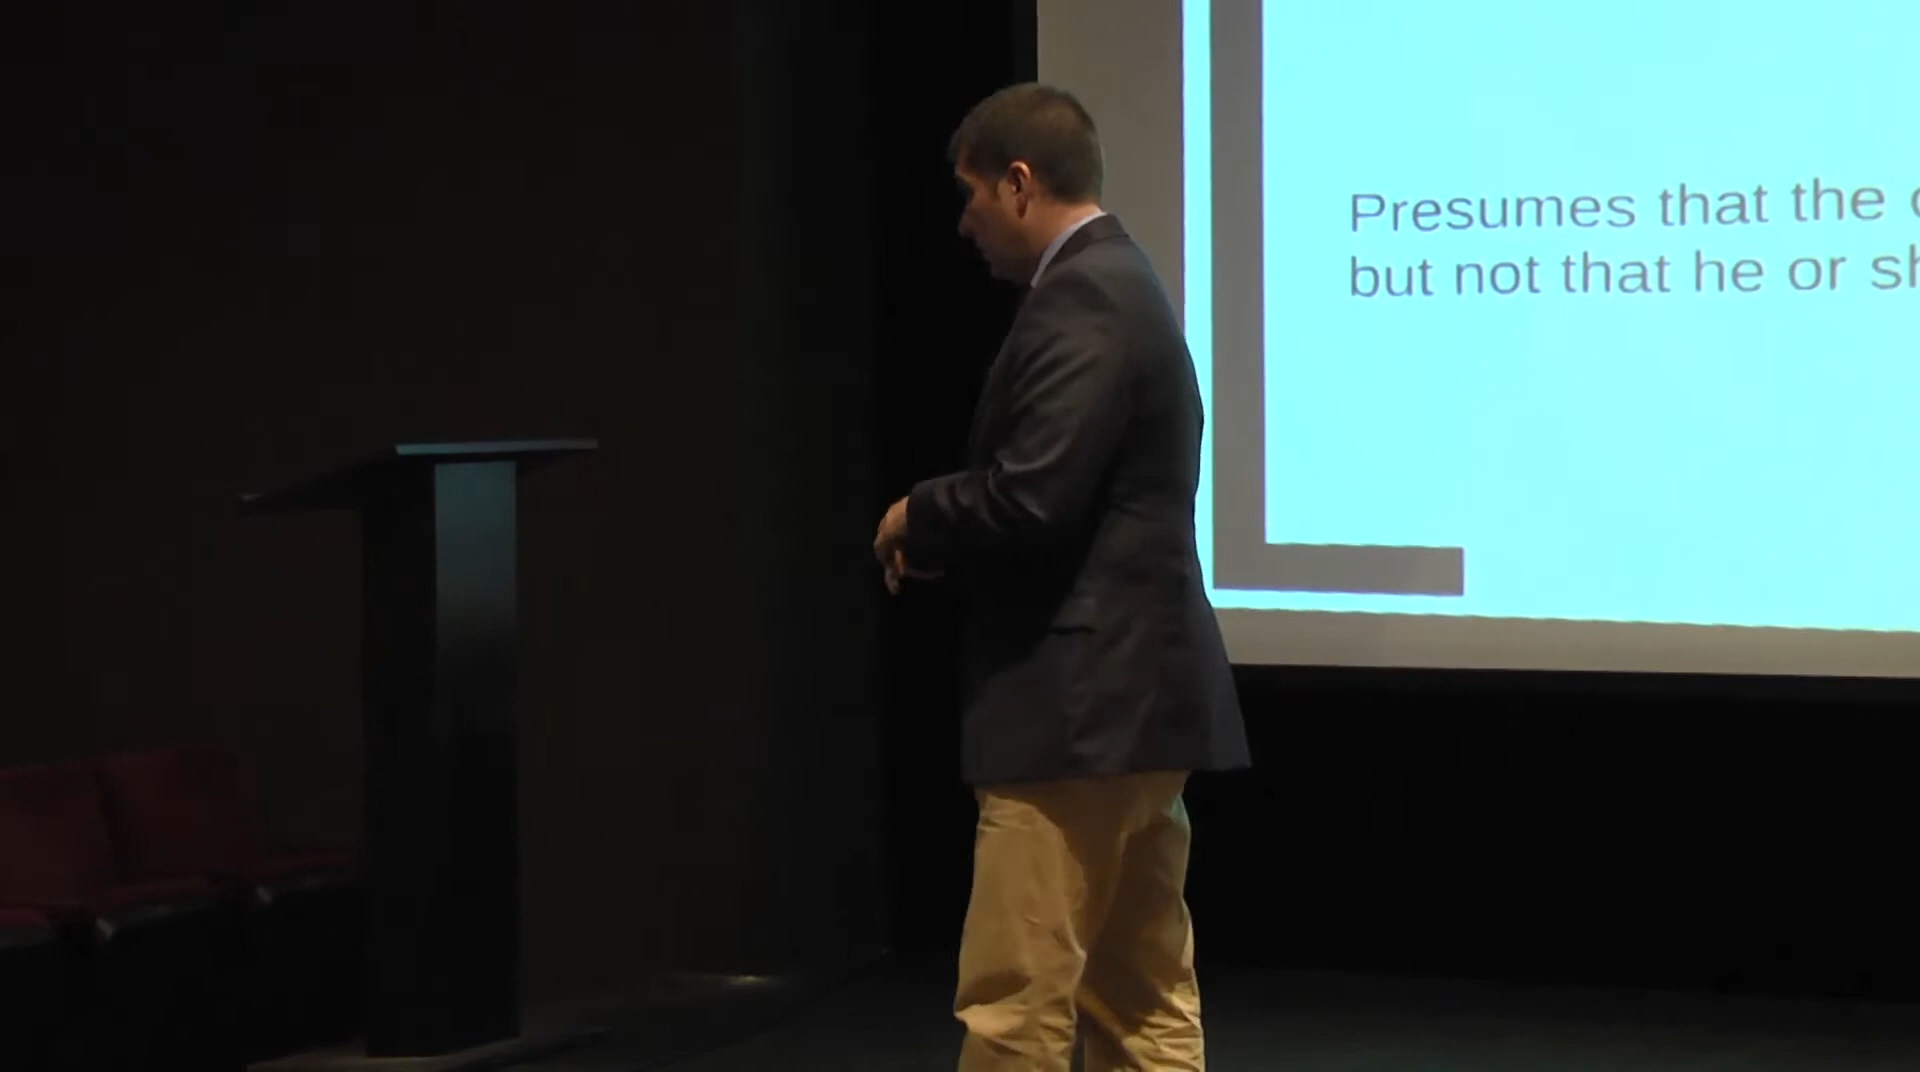 Presumes that the
but not that he or